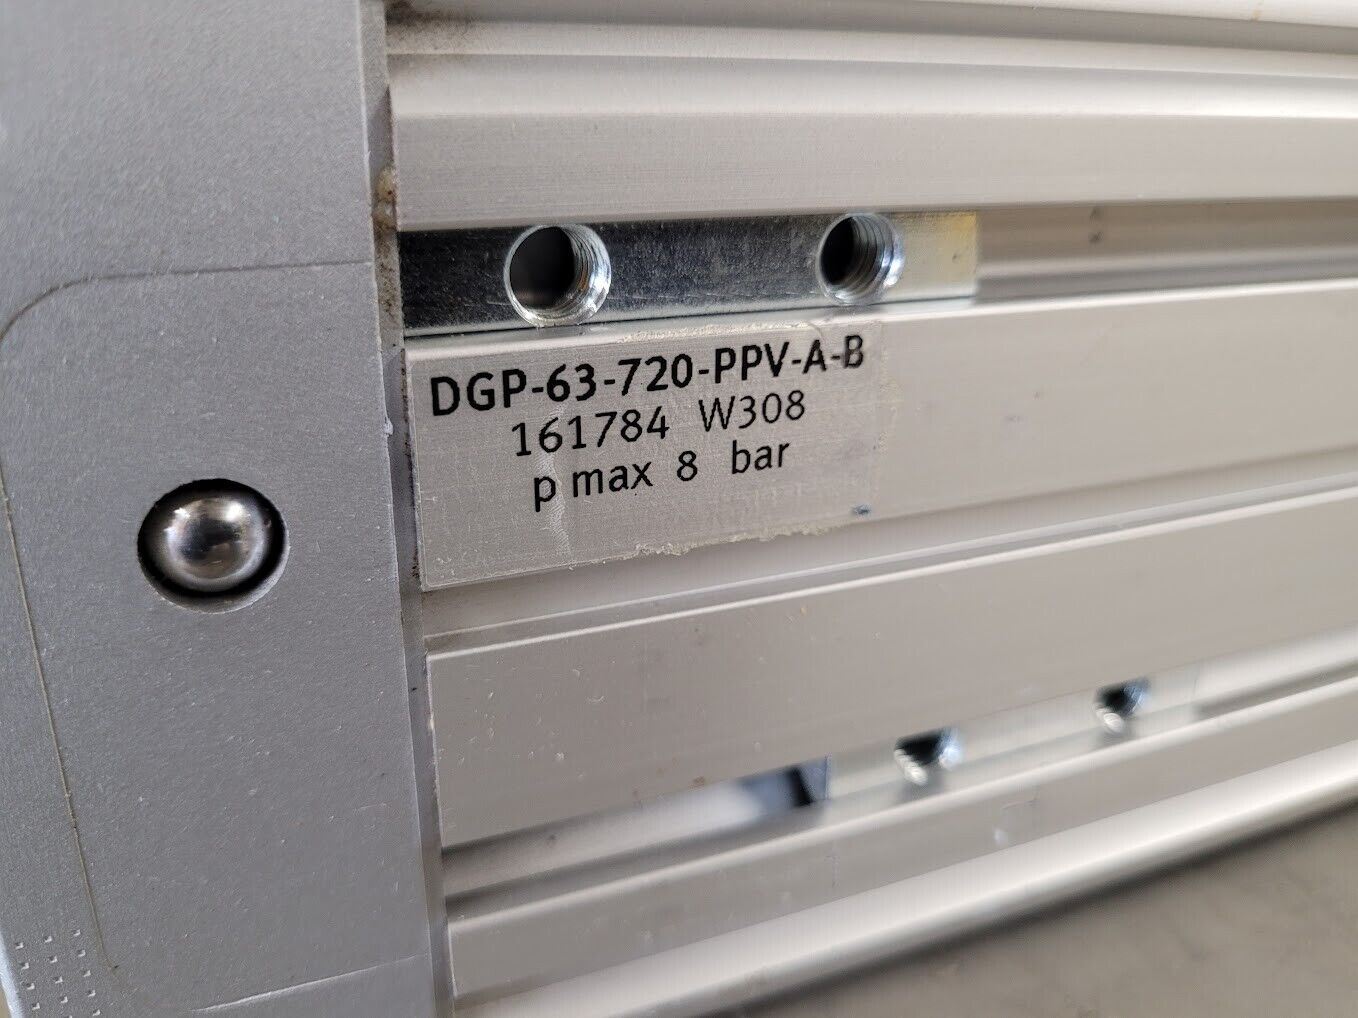 DGP-63-720-PPV-A-B
161784 W308
p max 8 bar